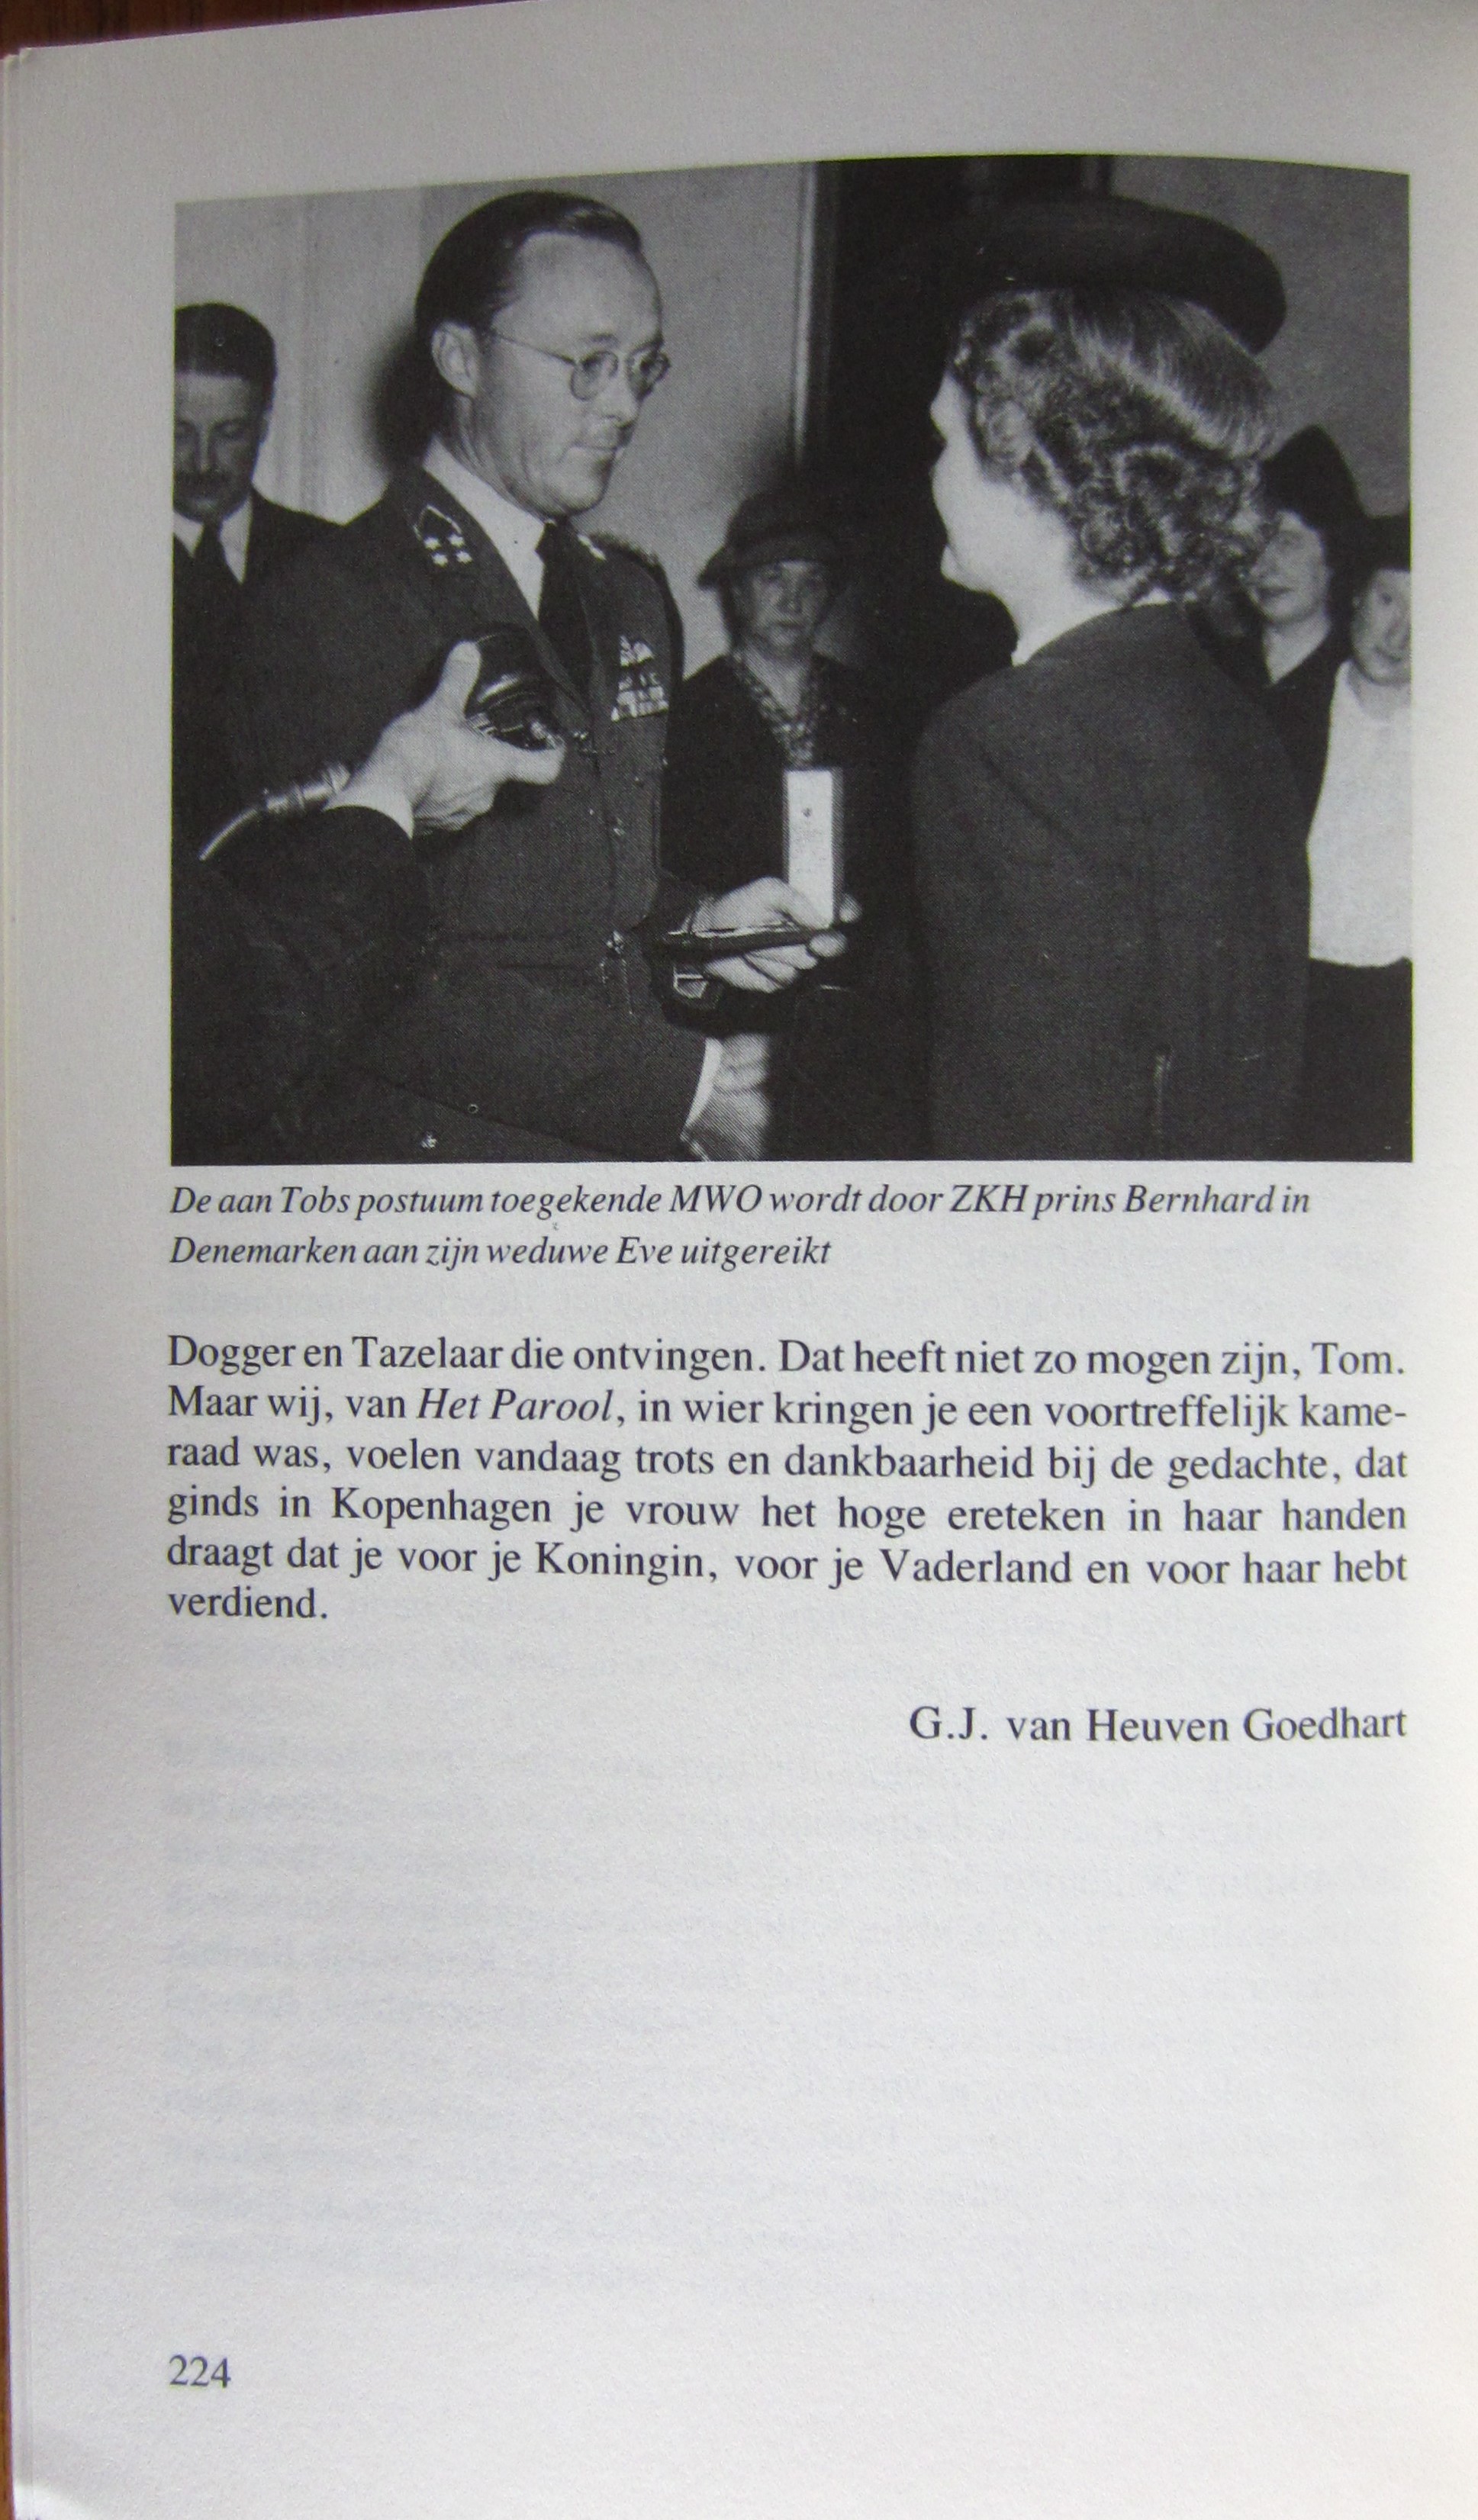 De aan Tobs postuum toegekende MWO wordt door ZKH prins Bernhard in
Denemarken aan zijn weduwe Eve uitgereikt
Dogger en Tazelaar die ontvingen. Dat heeft niet zo mogen zijn, Tom.
Maar wij, van Het Parool, in wier kringen je een voortreffelijk kame-
raad was, voelen vandaag trots en dankbaarheid bij de gedachte, dat
ginds in Kopenhagen je vrouw het hoge ereteken in haar handen
draagt dat je voor je Koningin, voor je Vaderland en voor haar hebt
verdiend.
G.J. van Heuven Goedhart
224